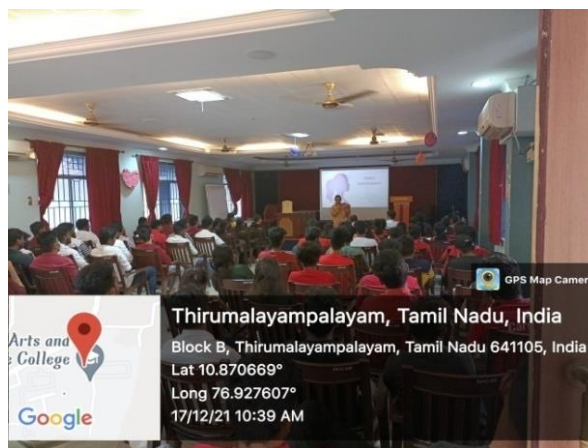 GPS Map Camer
Thirumalayampalayam, Tamil Nadu, India
Block B, Thirumalayampalayam, Tamil Nadu 641105, India
Lat 10.870669°
Long 76.927607°
17/12/21 10:39 AM
Arts and
e College
Google